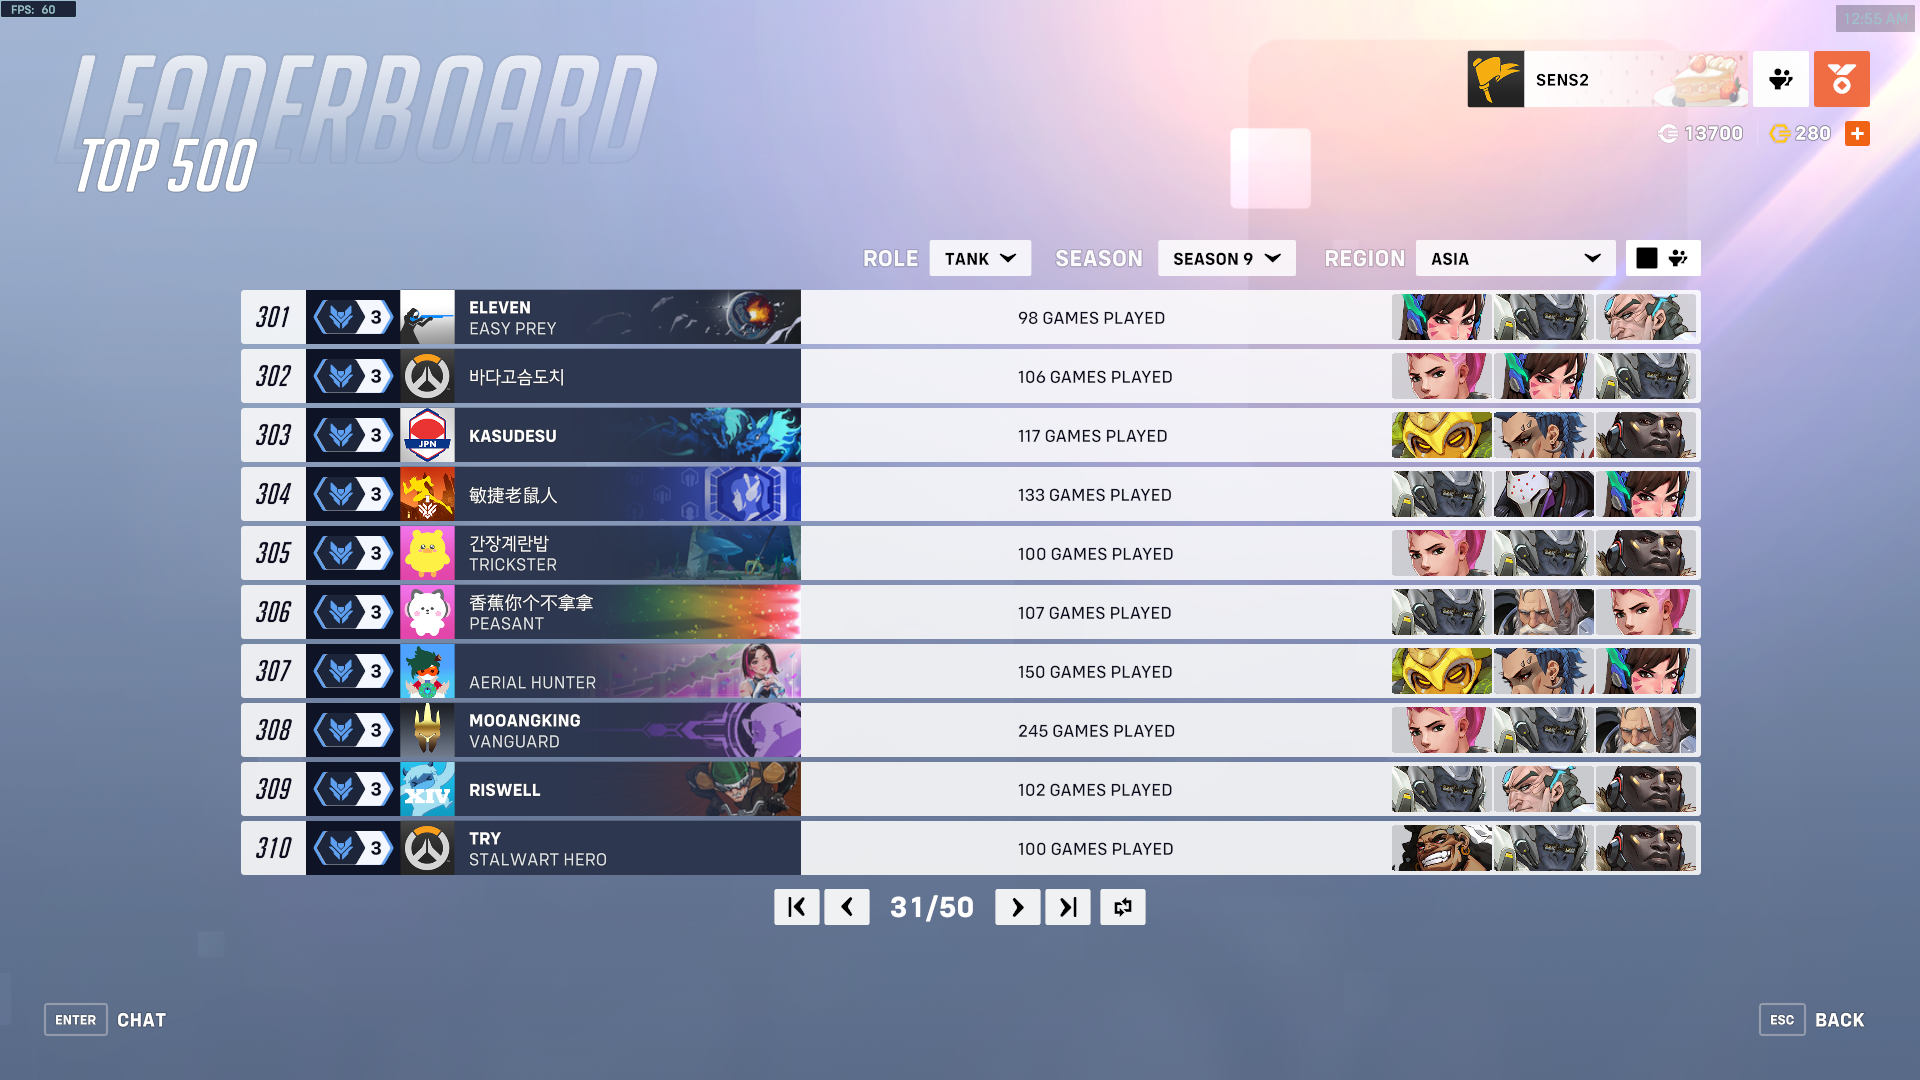 FPS: 60
12:55 AM
LEADERBOARD
TOP 500
SENS2
13700
280
ROLE
TANK
SEASON
SEASON 9
REGION
ASIA
301
3
ELEVEN
EASY PREY
98 GAMES PLAYED
302
3
바다고슴도치
106 GAMES PLAYED
303
3
JPN
KASUDESU
117 GAMES PLAYED
304
3
敏捷老鼠人
133 GAMES PLAYED
305
3
간장계란밥
TRICKSTER
100 GAMES PLAYED
306
3
香蕉你个不拿拿
PEASANT
107 GAMES PLAYED
307
3
AERIAL HUNTER
150 GAMES PLAYED
308
3
MOOANGKING
VANGUARD
245 GAMES PLAYED
309
3
XIV
RISWELL
102 GAMES PLAYED
310
3
TRY
STALWART HERO
100 GAMES PLAYED
31/50
ENTER
CHAT
ESC
BACK